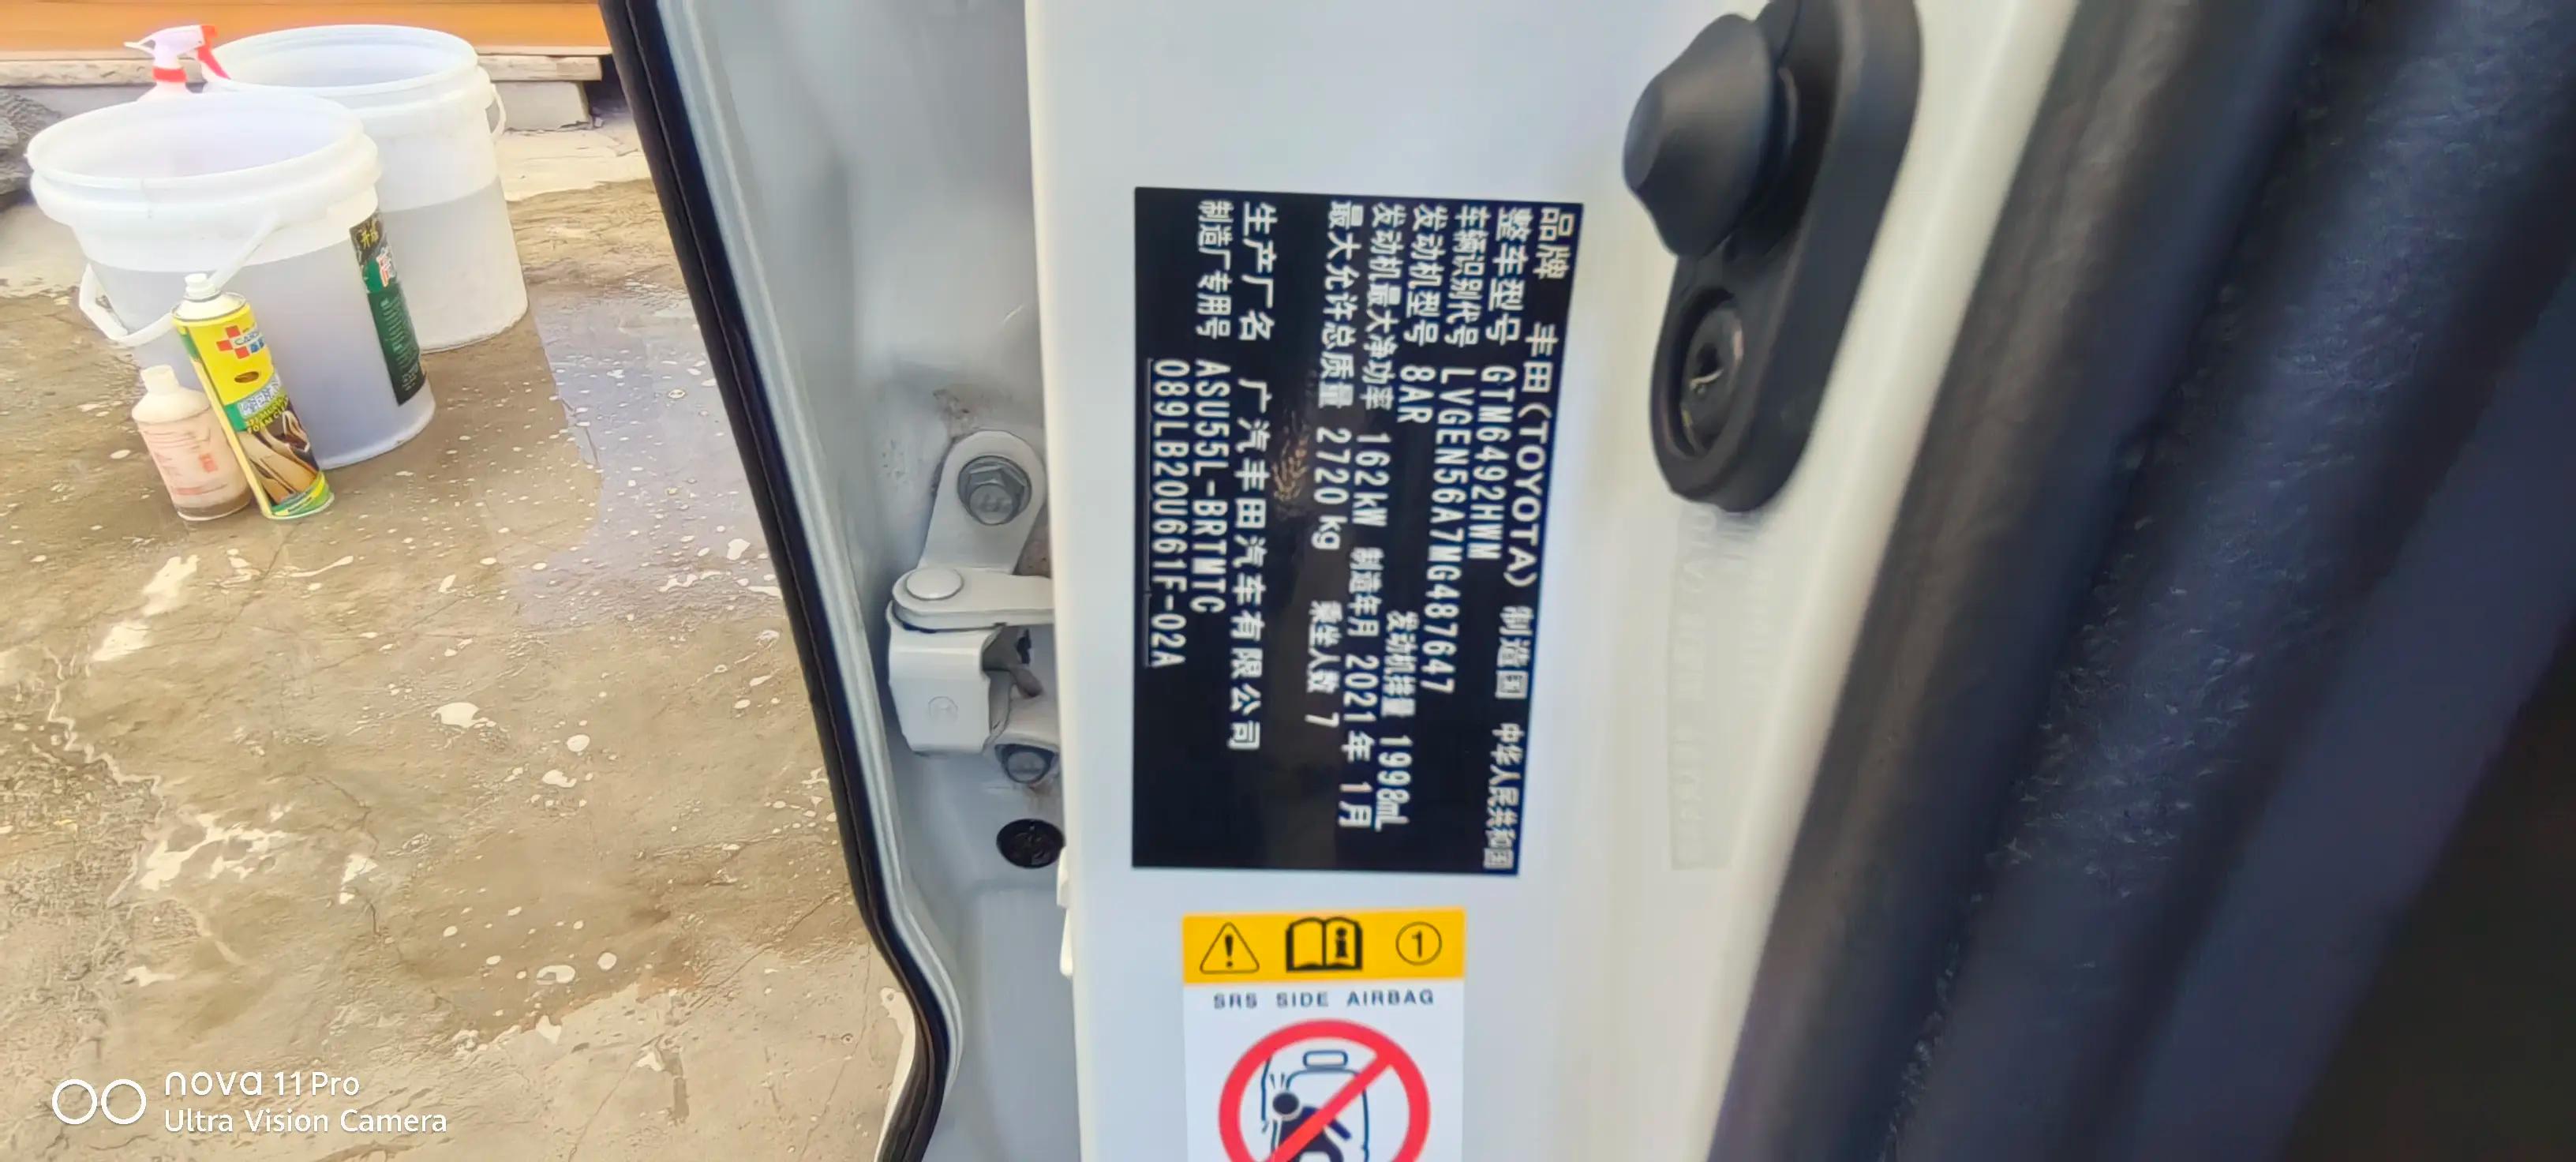 品牌 丰田(TOYOTA) 制造国 中华人民共和国
整车型号 GTM6492HWM
车辆识别代号 LVGEN56A7MG487647
发动机型号 8AR 发动机排量 1998mL
发动机最大净功率 162kW 制造年月 2021年 1月
最大允许总质量 2720kg 乘坐人数 7
生产厂名 广汽丰田汽车有限公司
制造厂专用号 ASU55L-BRTMTC
089LB20U661F-02A
1
SRS SIDE AIRBAG
nova 11 Pro
Ultra Vision Camera